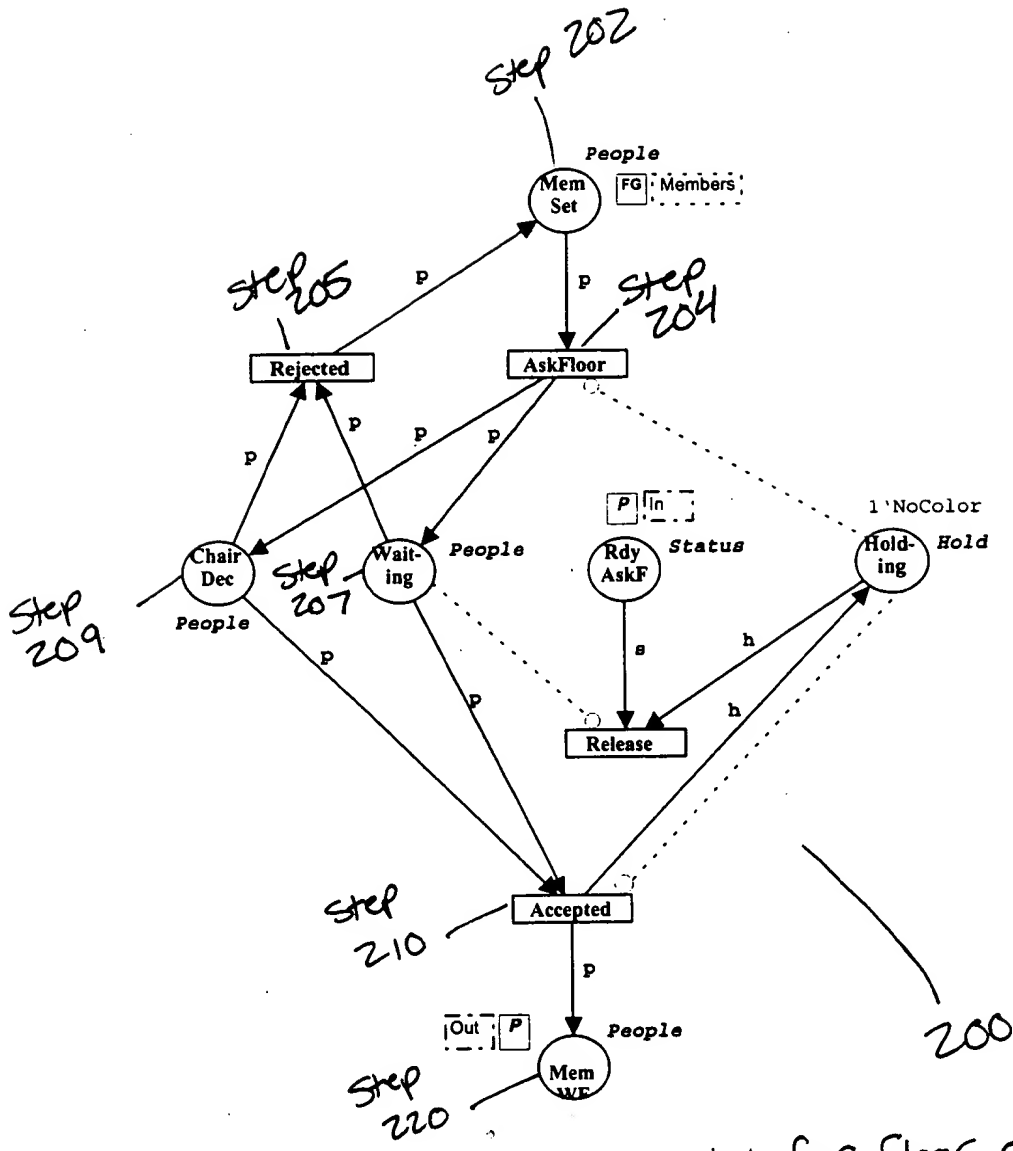 Step 202
People
Mem
Set
FG
Members
p
p
Step
205
Step
204
Rejected
AskFloor
p
p
p
p
P
In
1`NoColor
Chair
Dec
Wait-
ing
People
Rdy
AskF
Status
Hold-
ing
Hold
Step
207
Step
209
People
p
p
s
h
h
Release
Step
210
Accepted
p
Out
P
People
Mem
WF
Step
220
200